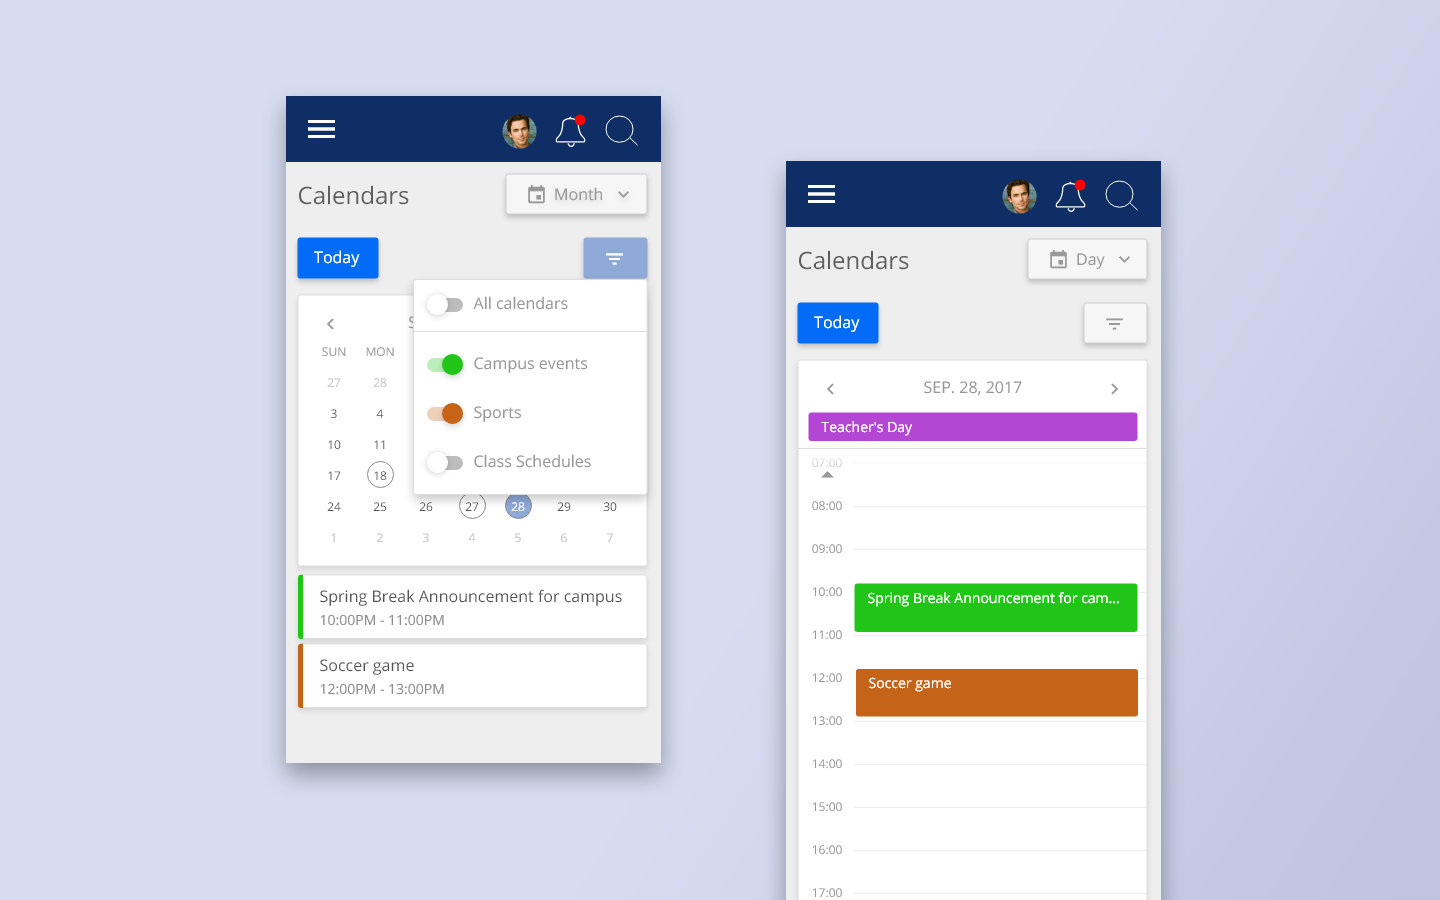 Calendars
Month
Today
All calendars
S
SUN MON
27 28
3 4
10 11
17 18
24 25 26 27 28 29 30
1 2 3 4 5 6 7
Campus events
Sports
Class Schedules
Spring Break Announcement for campus
10:00PM - 11:00PM
Soccer game
12:00PM - 13:00PM
Calendars
Day
Today
SEP. 28, 2017
Teacher's Day
07:00
08:00
09:00
10:00
Spring Break Announcement for cam...
11:00
12:00
Soccer game
13:00
14:00
15:00
16:00
17:00